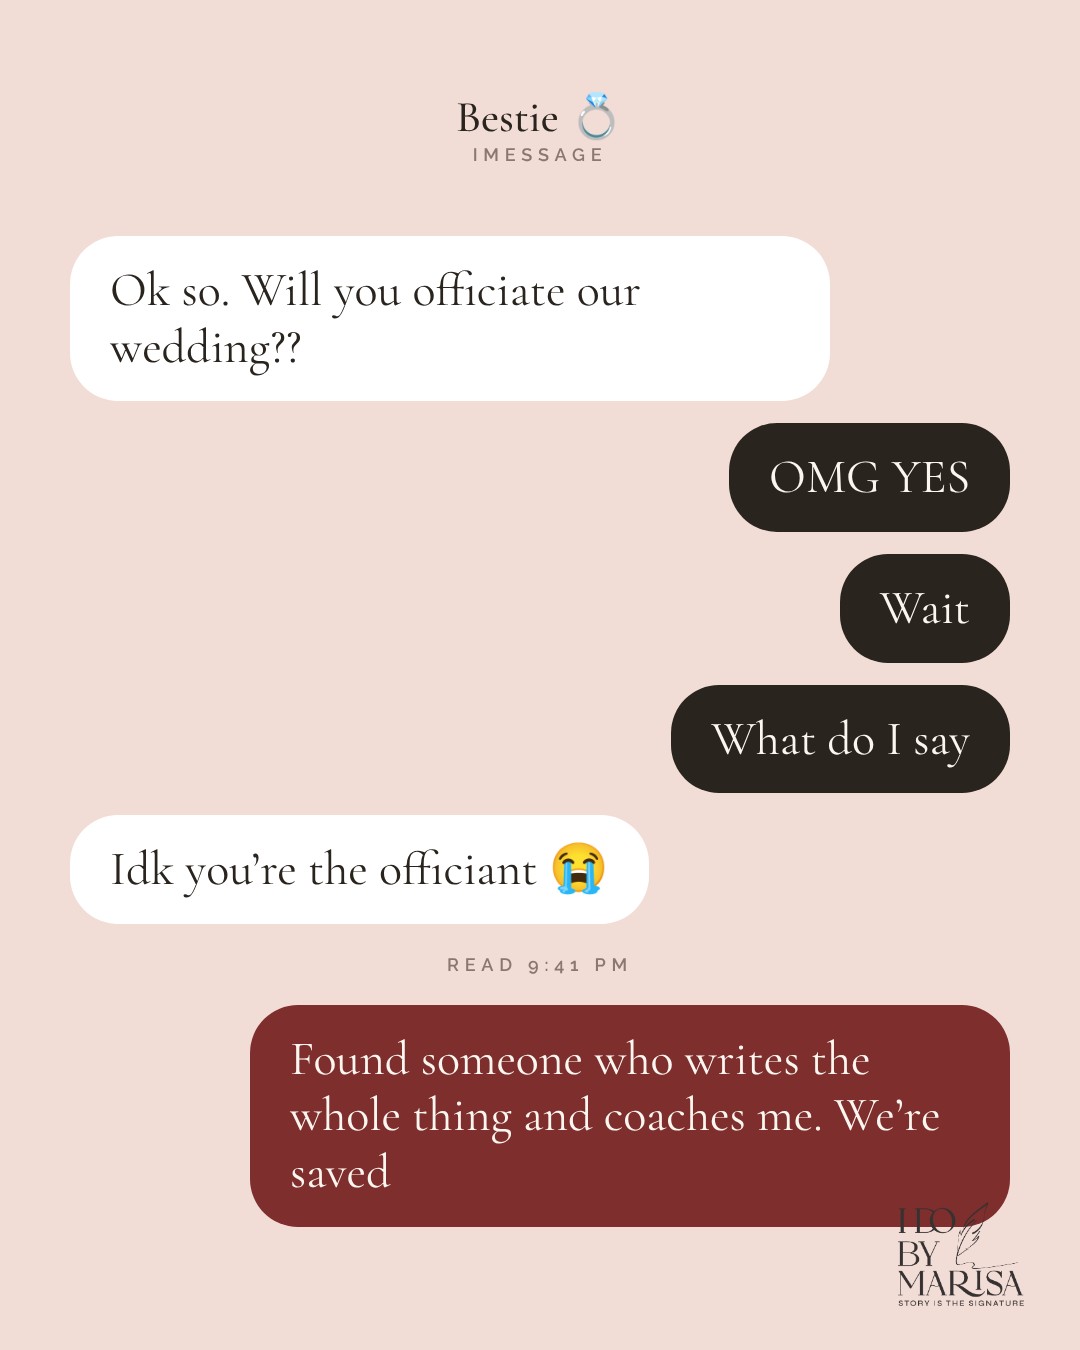 Bestie 💍
IMESSAGE
Ok so. Will you officiate our
wedding??
OMG YES
Wait
What do I say
Idk you’re the officiant 😭
READ 9:41 PM
Found someone who writes the
whole thing and coaches me. We’re
saved
I DO
BY
MARISA
STORY IS THE SIGNATURE